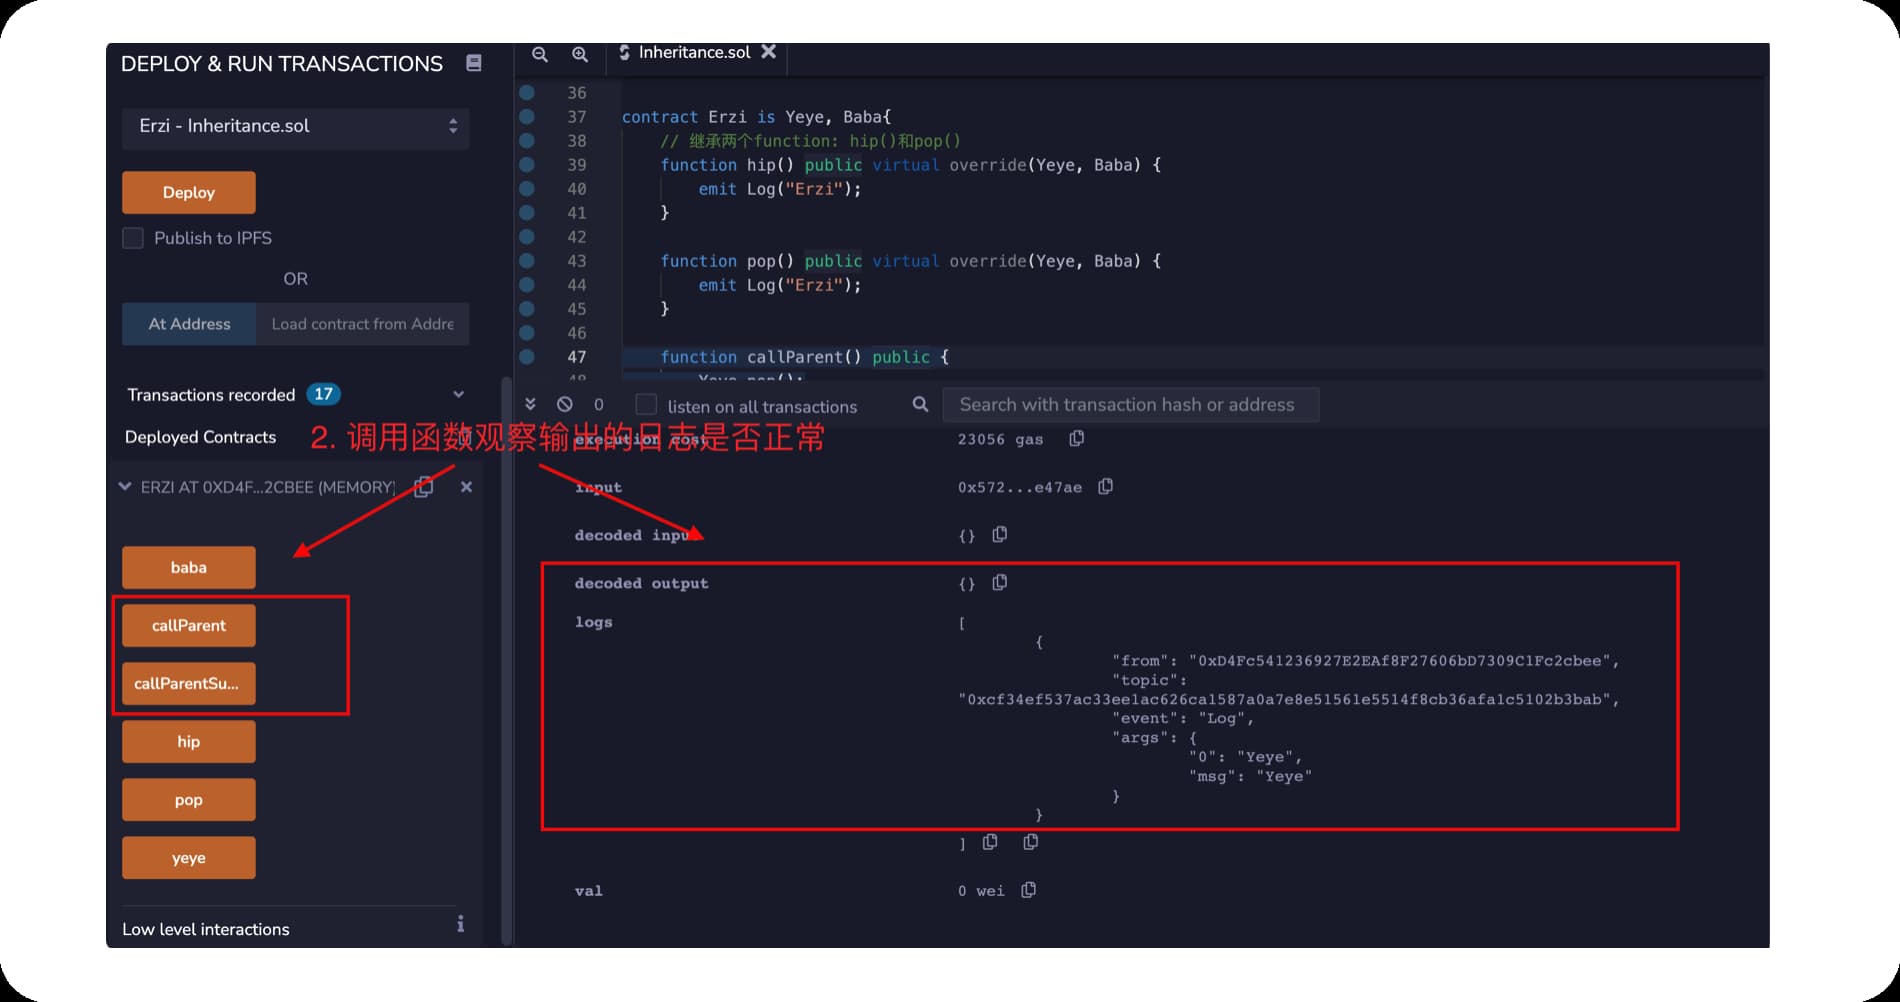 DEPLOY & RUN TRANSACTIONS
Erzi - Inheritance.sol
Deploy
Publish to IPFS
OR
At Address
Load contract from Addre
Transactions recorded 17
Deployed Contracts
2. 调用函数观察输出的日志是否正常
ERZI AT 0XD4F...2CBEE (MEMORY)
baba
callParent
callParentSu...
hip
pop
yeye
Low level interactions
Inheritance.sol
36
37 contract Erzi is Yeye, Baba{
38 // 继承两个function: hip()和pop()
39 function hip() public virtual override(Yeye, Baba) {
40 emit Log("Erzi");
41 }
42
43 function pop() public virtual override(Yeye, Baba) {
44 emit Log("Erzi");
45 }
46
47 function callParent() public {
48 Yeye.pop();
0
listen on all transactions
Search with transaction hash or address
execution cost 23056 gas
input 0x572...e47ae
decoded input {}
decoded output {}
logs [
{
"from": "0xD4Fc541236927E2EAf8F27606bD7309C1Fc2cbee",
"topic":
"0xcf34ef537ac33ee1ac626ca1587a0a7e8e51561e5514f8cb36afa1c5102b3bab",
"event": "Log",
"args": {
"0": "Yeye",
"msg": "Yeye"
}
}
]
val 0 wei